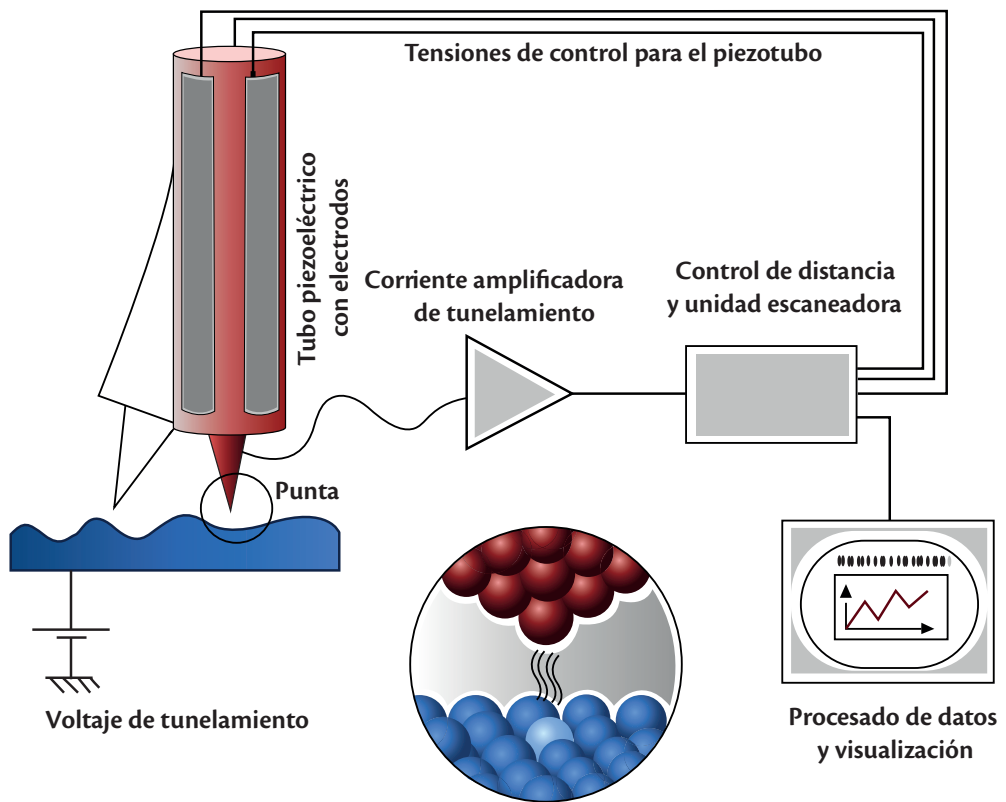 Tensiones de control para el piezotubo
Tubo piezoeléctrico
con electrodos
Corriente amplificadora
de tunelamiento
Control de distancia
y unidad escaneadora
Punta
Voltaje de tunelamiento
Procesado de datos
y visualización